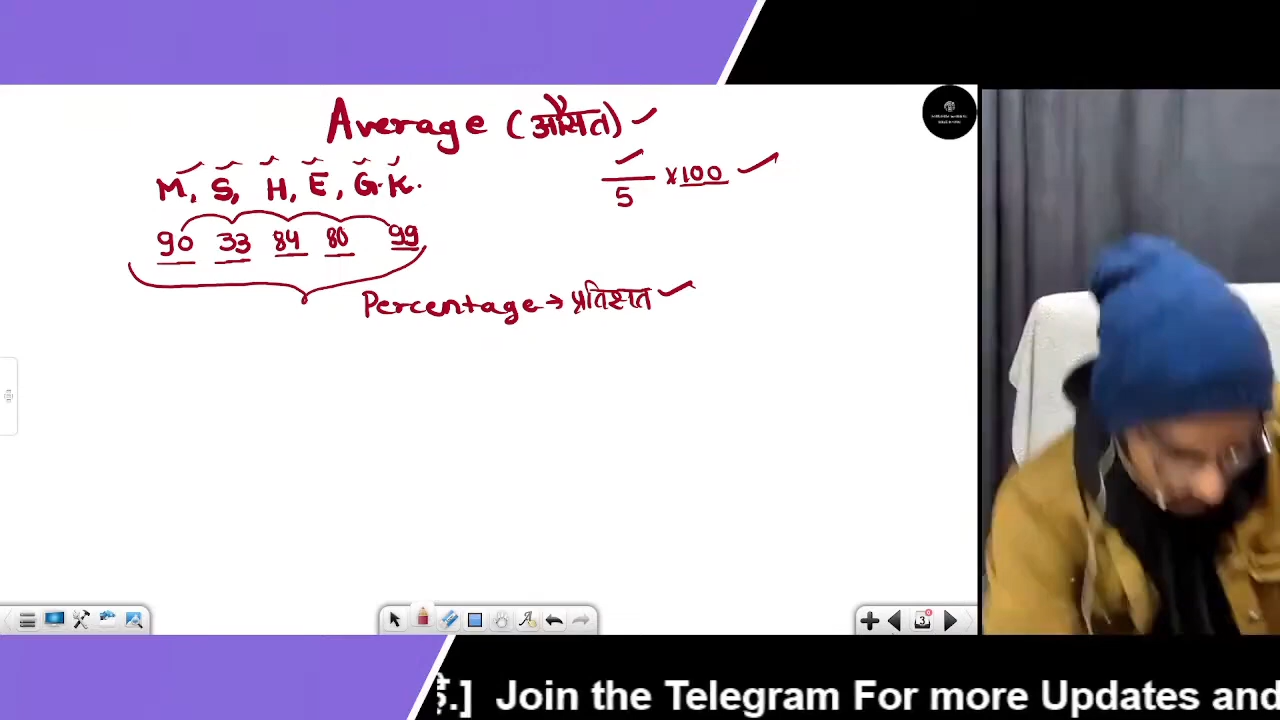 Average (औसत)
M, S, H, E, G.K.
90 33 84 80 99
5 ×100
Percentage → प्रतिशत
3
.] Join the Telegram For more Updates and